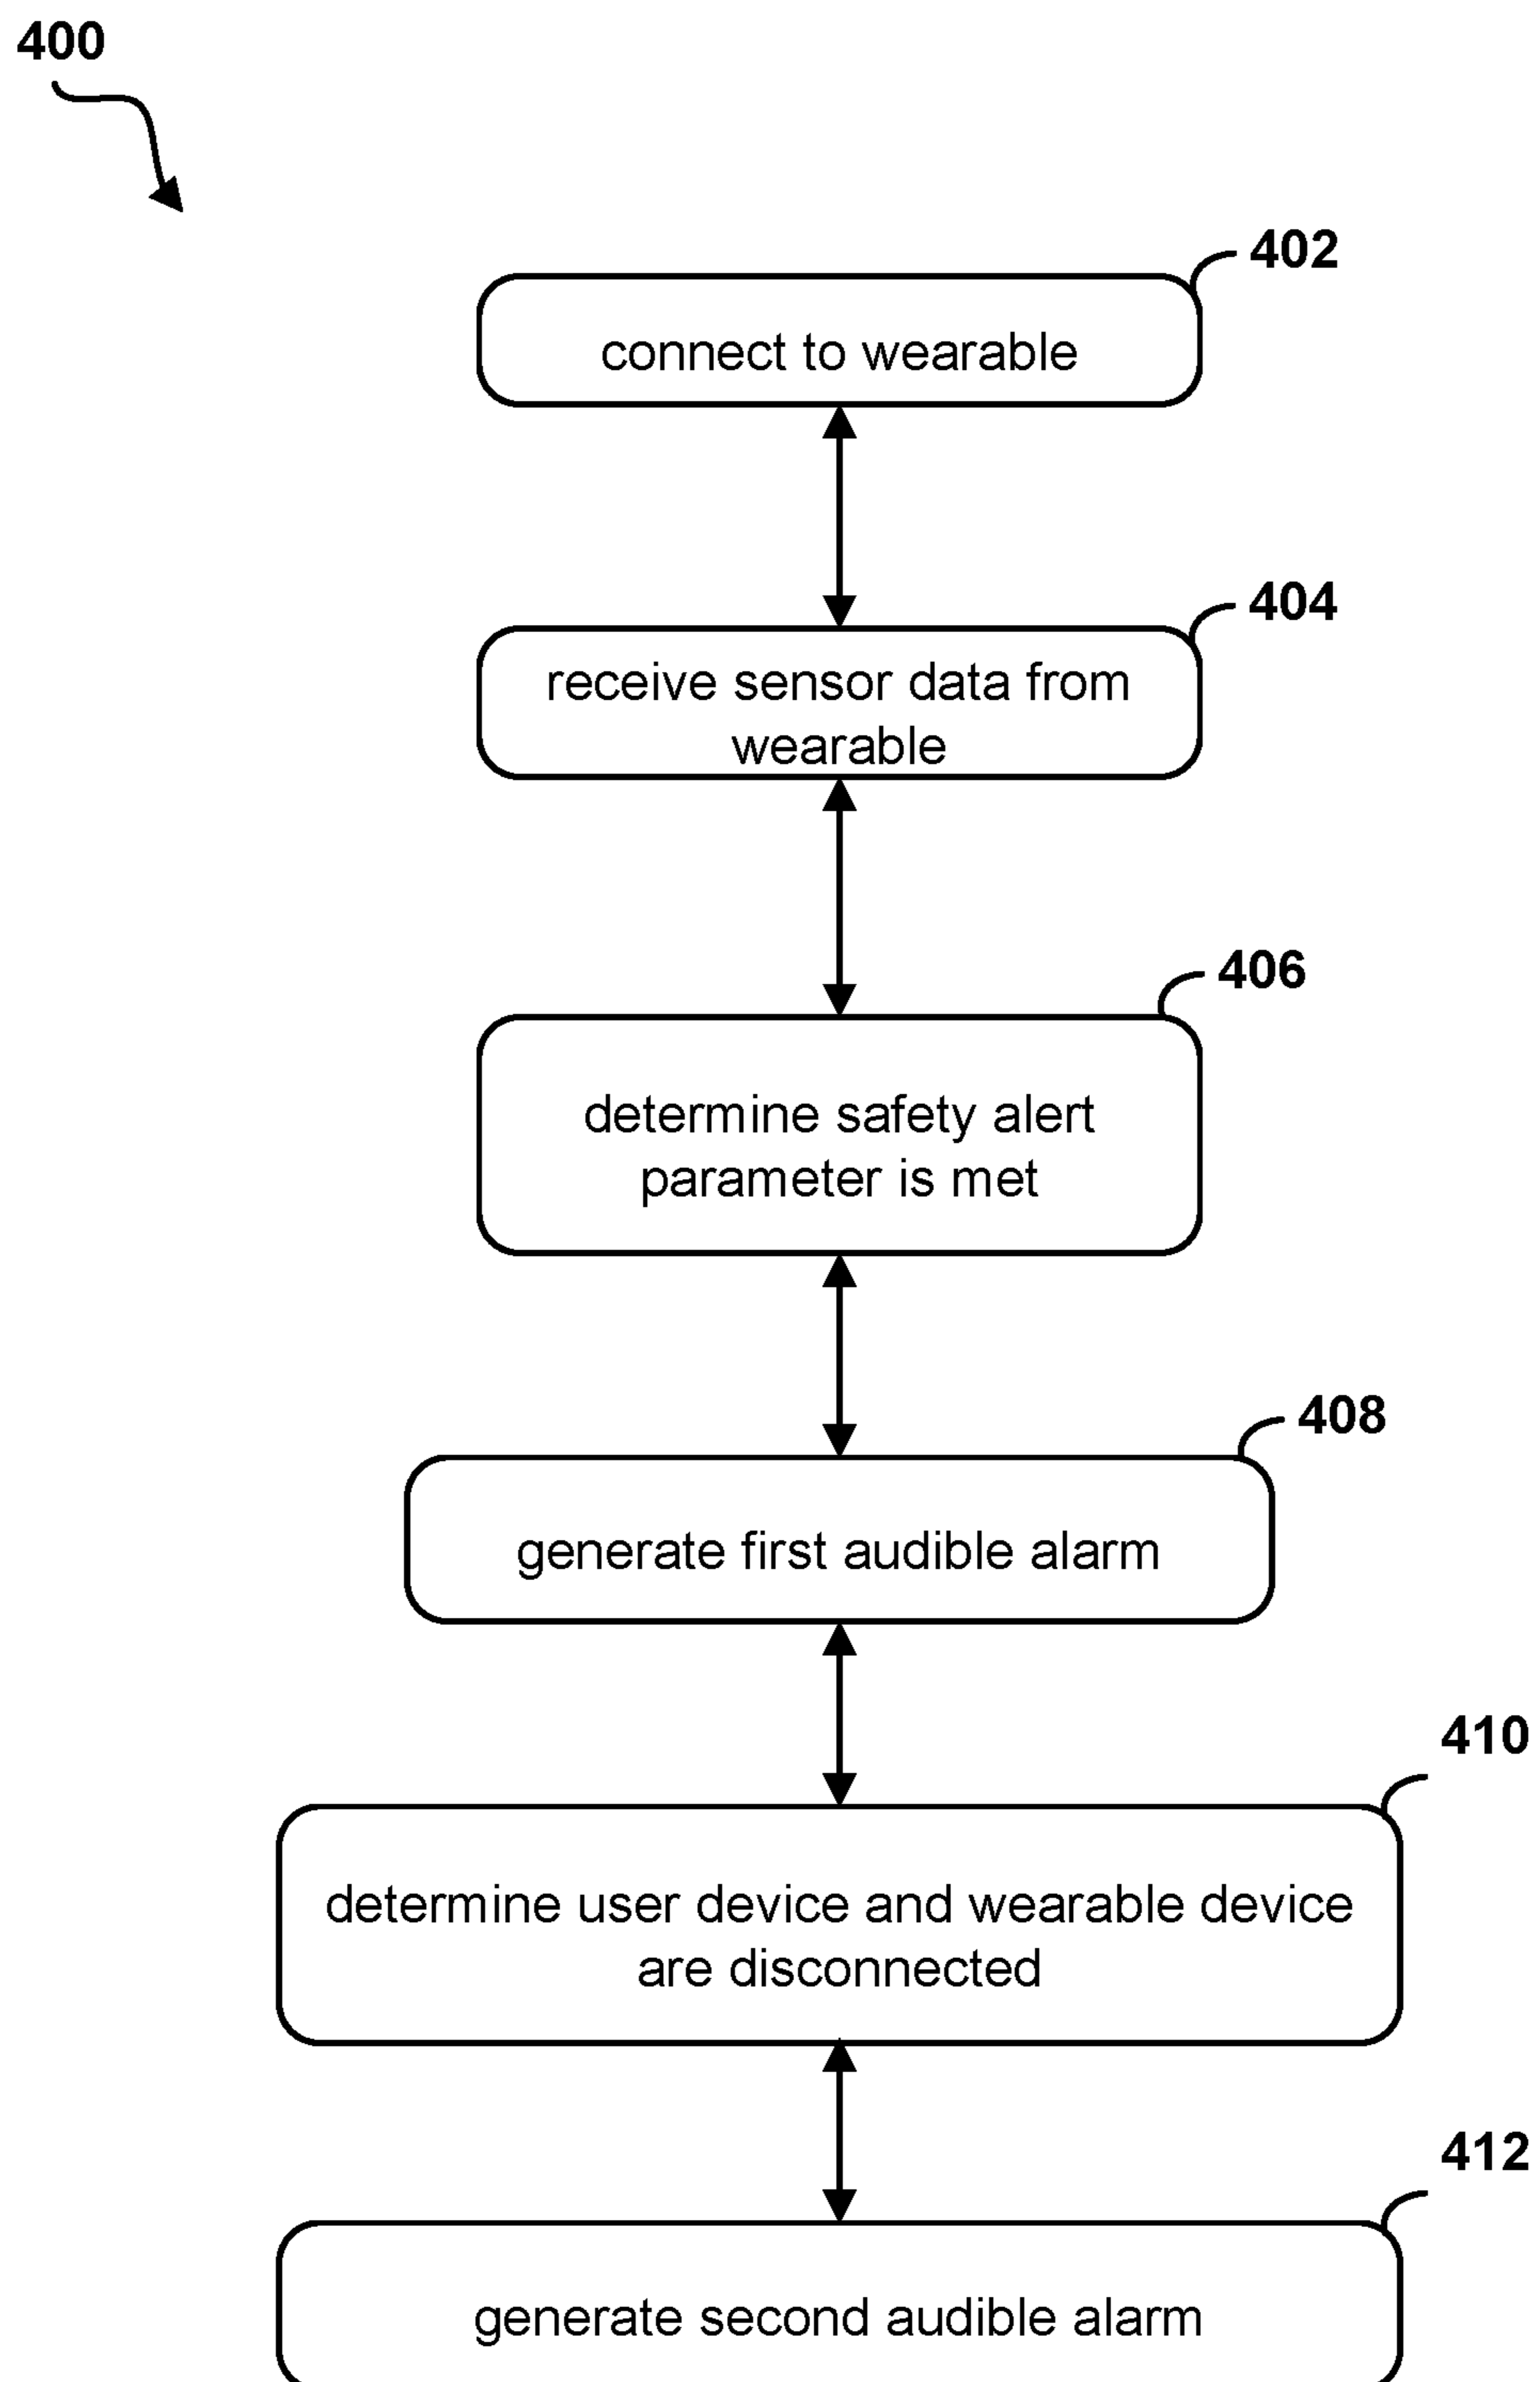 400
402
connect to wearable
404
receive sensor data from
wearable
406
determine safety alert
parameter is met
408
generate first audible alarm
410
determine user device and wearable device
are disconnected
412
generate second audible alarm